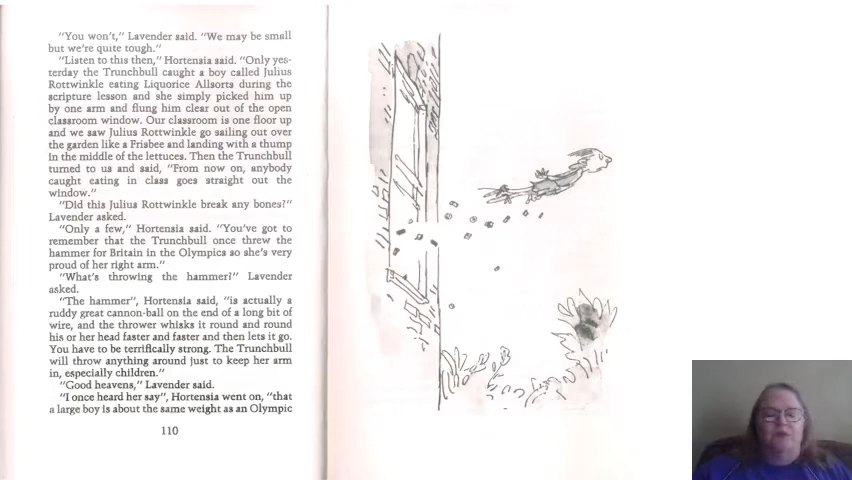 "You won't," Lavender said. "We may be small
but we're quite tough."
"Listen to this then," Hortensia said. "Only yes-
terday the Trunchbull caught a boy called Julius
Rottwinkle eating Liquorice Allsorts during the
scripture lesson and she simply picked him up
by one arm and flung him clear out of the open
classroom window. Our classroom is one floor up
and we saw Julius Rottwinkle go sailing out over
the garden like a Frisbee and landing with a thump
in the middle of the lettuces. Then the Trunchbull
turned to us and said, "From now on, anybody
caught eating in class goes straight out the
window."
"Did this Julius Rottwinkle break any bones?"
Lavender asked.
"Only a few," Hortensia said. "You've got to
remember that the Trunchbull once threw the
hammer for Britain in the Olympics so she's very
proud of her right arm."
"What's throwing the hammer?" Lavender
asked.
"The hammer", Hortensia said, "is actually a
ruddy great cannon-ball on the end of a long bit of
wire, and the thrower whisks it round and round
his or her head faster and faster and then lets it go.
You have to be terrifically strong. The Trunchbull
will throw anything around just to keep her arm
in, especially children."
"Good heavens," Lavender said.
"I once heard her say", Hortensia went on, "that
a large boy is about the same weight as an Olympic
110